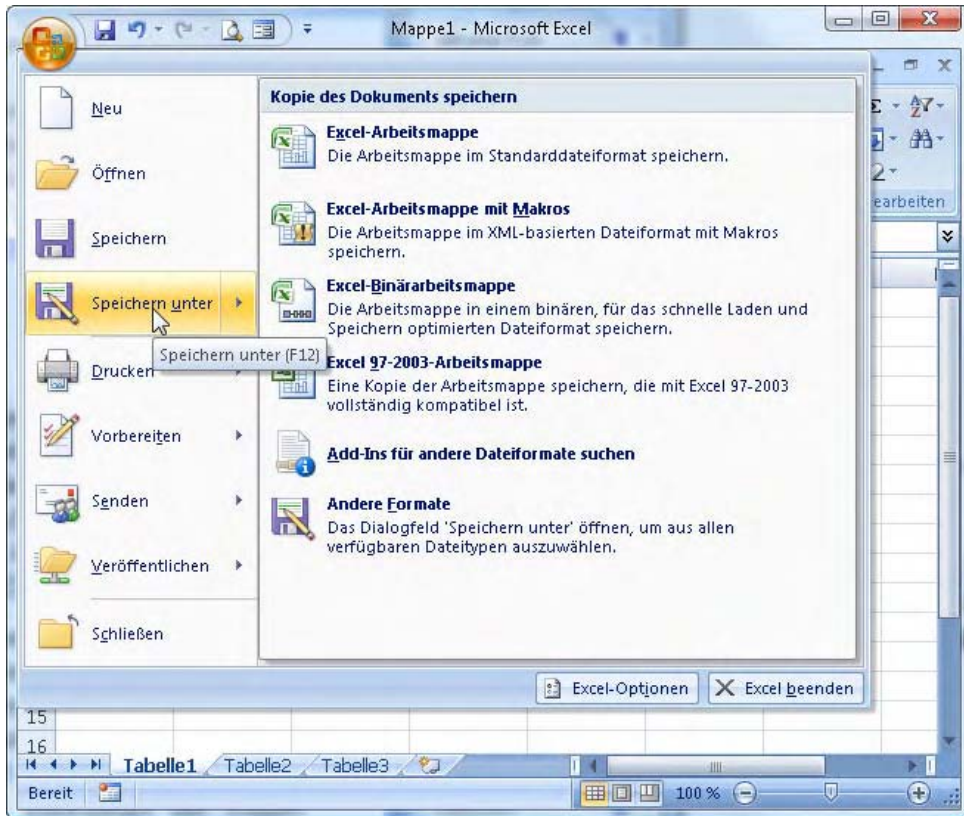 Mappe1 - Microsoft Excel
Neu
Öffnen
Speichern
Speichern unter
Speichern unter (F12)
Drucken
Vorbereiten
Senden
Veröffentlichen
Schließen
Kopie des Dokuments speichern
Excel-Arbeitsmappe
Die Arbeitsmappe im Standarddateiformat speichern.
Excel-Arbeitsmappe mit Makros
Die Arbeitsmappe im XML-basierten Dateiformat mit Makros
speichern.
Excel-Binärarbeitsmappe
Die Arbeitsmappe in einem binären, für das schnelle Laden und
Speichern optimierten Dateiformat speichern.
Excel 97-2003-Arbeitsmappe
Eine Kopie der Arbeitsmappe speichern, die mit Excel 97-2003
vollständig kompatibel ist.
Add-Ins für andere Dateiformate suchen
Andere Formate
Das Dialogfeld 'Speichern unter' öffnen, um aus allen
verfügbaren Dateitypen auszuwählen.
earbeiten
Excel-Optionen
Excel beenden
15
16
Tabelle1 Tabelle2 Tabelle3
Bereit
100 %